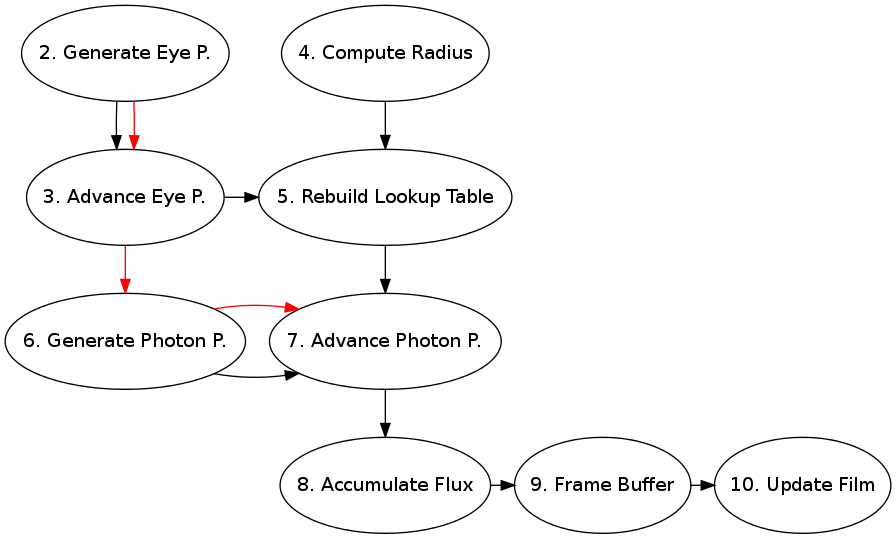 2. Generate Eye P.
4. Compute Radius
3. Advance Eye P.
5. Rebuild Lookup Table
6. Generate Photon P.
7. Advance Photon P.
8. Accumulate Flux
9. Frame Buffer
10. Update Film